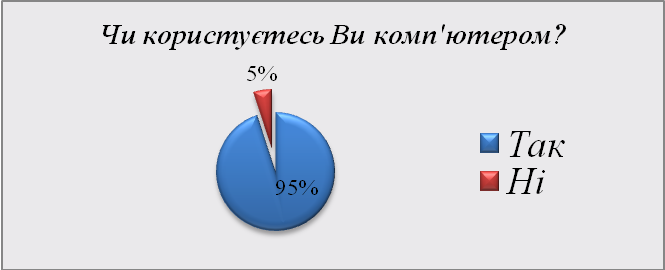 Чи користуєтесь Ви комп'ютером?
5%
95%
Так
Ні